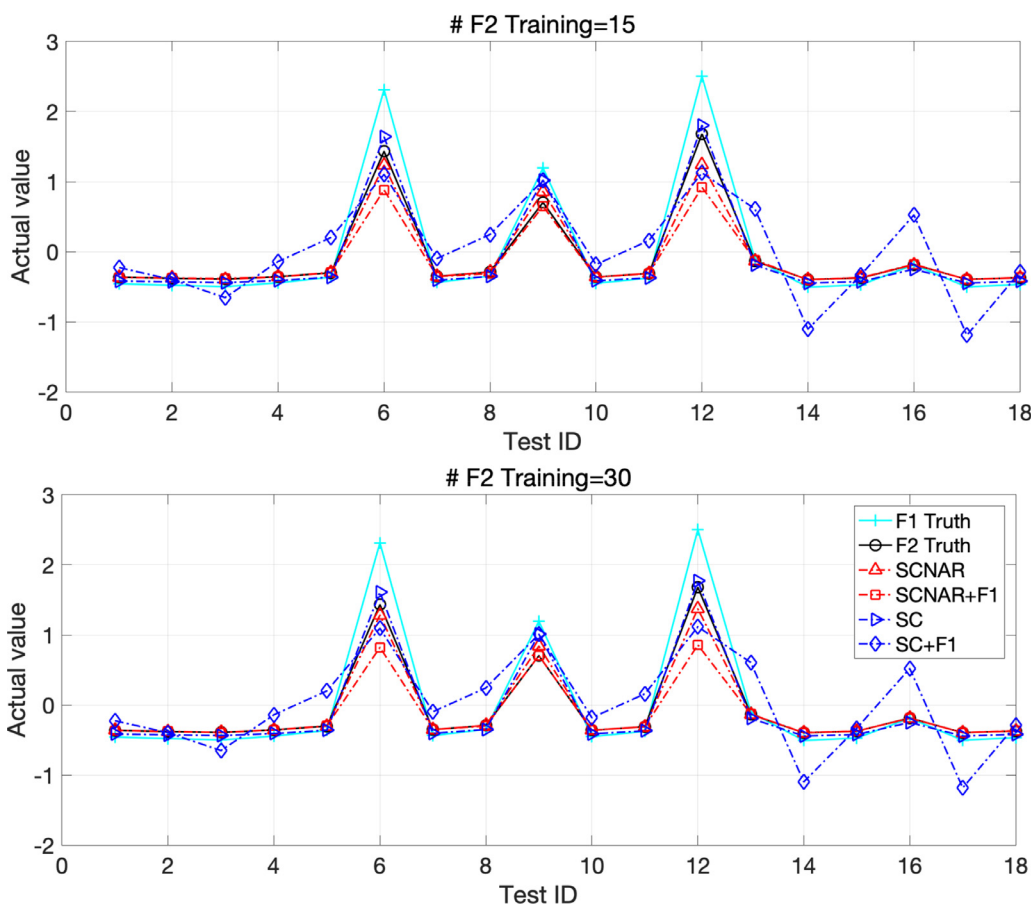 # F2 Training=15
3
2
1
0
-1
-2
Actual value
0 2 4 6 8 10 12 14 16 18
Test ID
# F2 Training=30
3
2
1
0
-1
-2
Actual value
F1 Truth
F2 Truth
SCNAR
SCNAR+F1
SC
SC+F1
0 2 4 6 8 10 12 14 16 18
Test ID